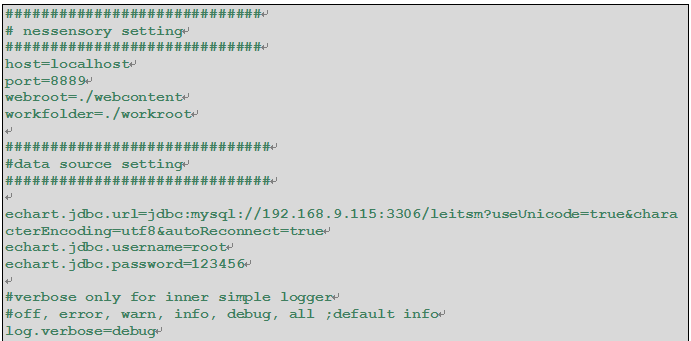 #############################
# nessensory setting
#############################
host=localhost
port=8889
webroot=./webcontent
workfolder=./workroot
##############################
#data source setting
##############################
echart.jdbc.url=jdbc:mysql://192.168.9.115:3306/leitsm?useUnicode=true&chara
cterEncoding=utf8&autoReconnect=true
echart.jdbc.username=root
echart.jdbc.password=123456
#verbose only for inner simple logger
#off, error, warn, info, debug, all ;default info
log.verbose=debug